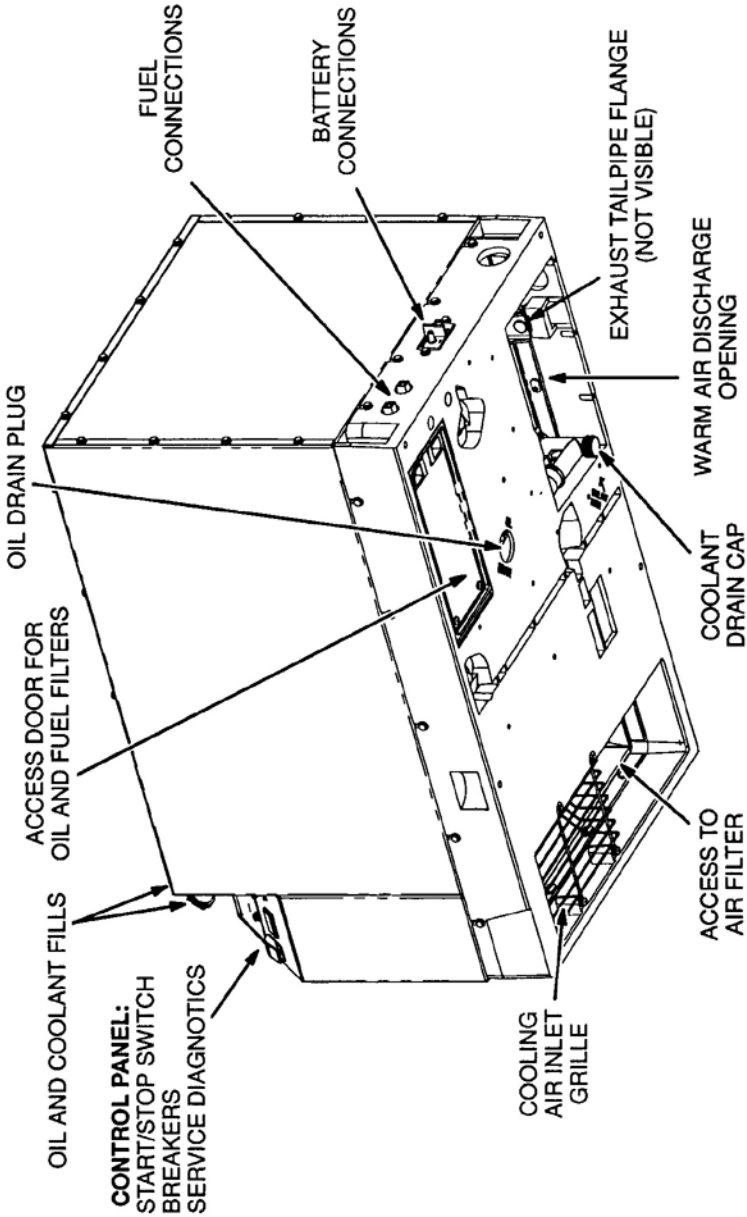 OIL DRAIN PLUG
ACCESS DOOR FOR
OIL AND FUEL FILTERS
OIL AND COOLANT FILLS
CONTROL PANEL:
START/STOP SWITCH
BREAKERS
SERVICE DIAGNOTICS
FUEL
CONNECTIONS
BATTERY
CONNECTIONS
EXHAUST TAILPIPE FLANGE
(NOT VISIBLE)
WARM AIR DISCHARGE
OPENING
COOLANT
DRAIN CAP
ACCESS TO
AIR FILTER
COOLING
AIR INLET
GRILLE